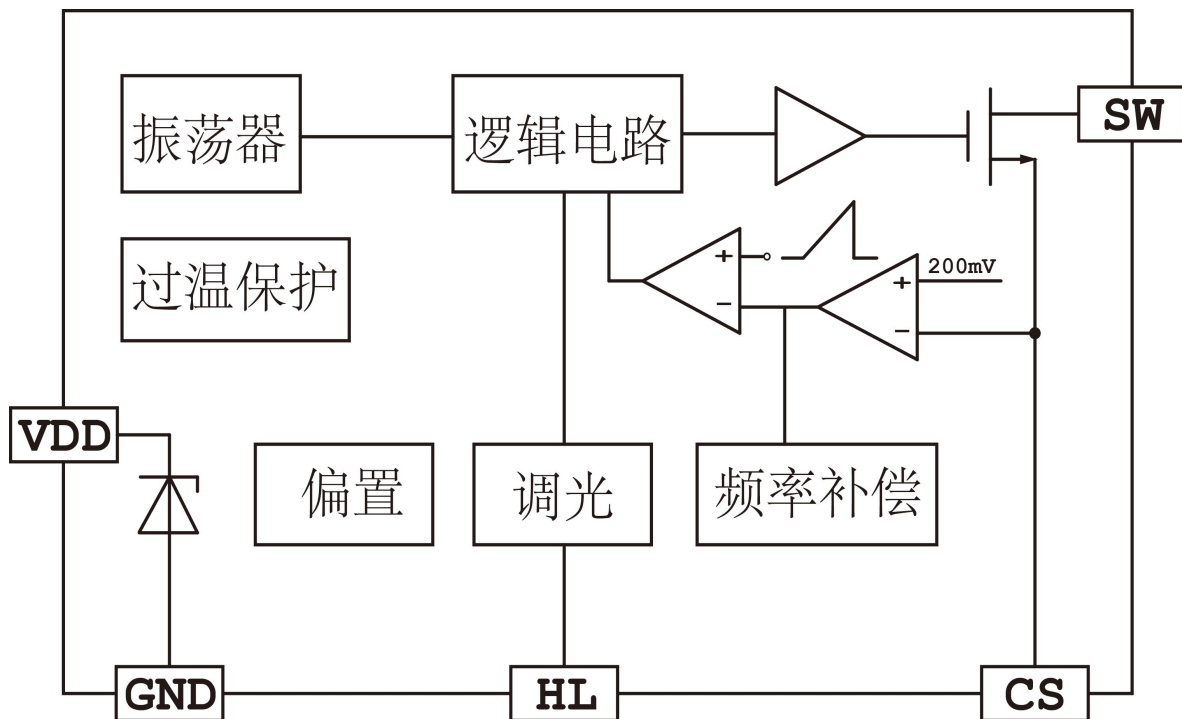 振荡器
逻辑电路
SW
过温保护
+
−
200mV
+
−
VDD
偏置
调光
频率补偿
GND
HL
CS